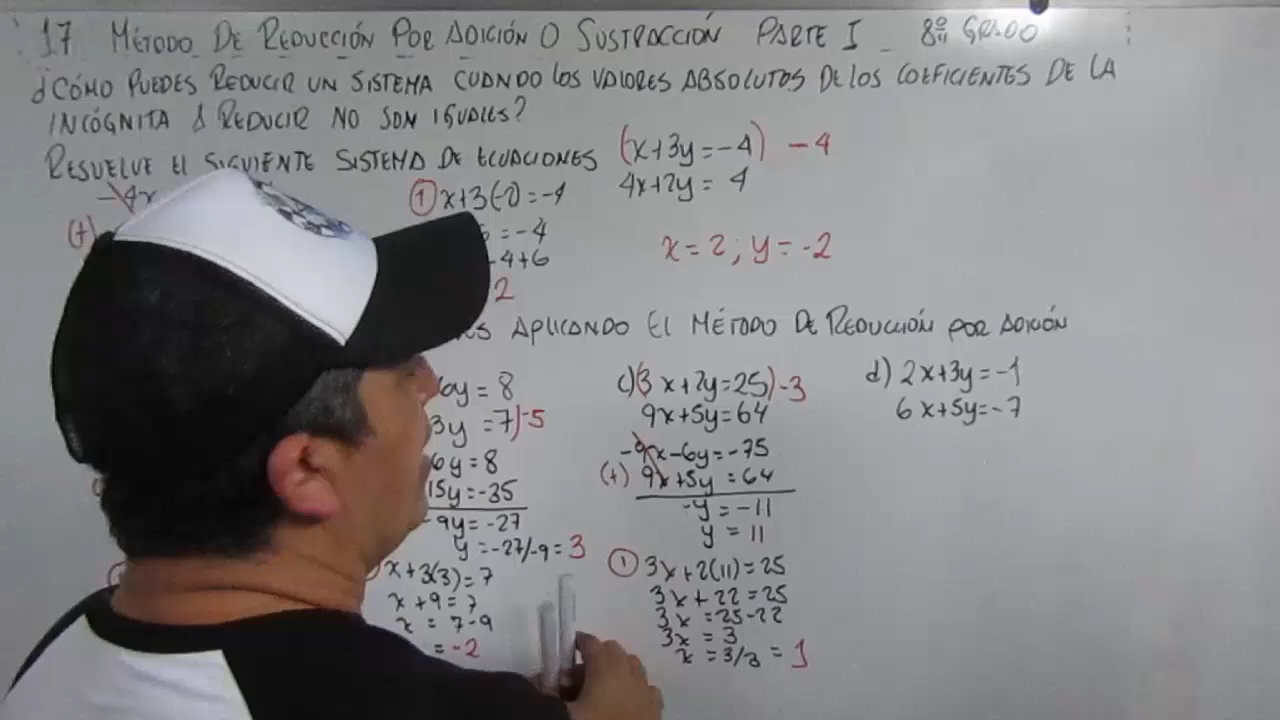 17 MÉTODO DE REDUCCIÓN POR ADICIÓN O SUSTRACCIÓN PARTE I 8º GRADO
¿CÓMO PUEDES REDUCIR UN SISTEMA CUANDO LOS VALORES ABSOLUTOS DE LOS COEFICIENTES DE LA
INCÓGNITA A REDUCIR NO SON IGUALES?
RESUELVE EL SIGUIENTE SISTEMA DE ECUACIONES (x+3y=-4) -4
4x+2y= 4
-4x
(+)
① x+3(-2)=-4
= -4
4+6
2
x=2; y=-2
APLICANDO EL MÉTODO DE REDUCCIÓN POR ADICIÓN
6y = 8
3y = 7)-5
6y = 8
15y = -35
-9y = -27
y = -27/-9 = 3
x+3(3) = 7
x + 9 = 7
x = 7-9
= -2
c) (3x+2y=25)-3
9x+5y=64
-9x-6y=-75
(+) 9x+5y = 64
-y = -11
y = 11
① 3x+2(11)=25
3x+22=25
3x = 25-22
3x = 3
x = 3/3 = 1
d) 2x+3y=-1
6x+5y=-7